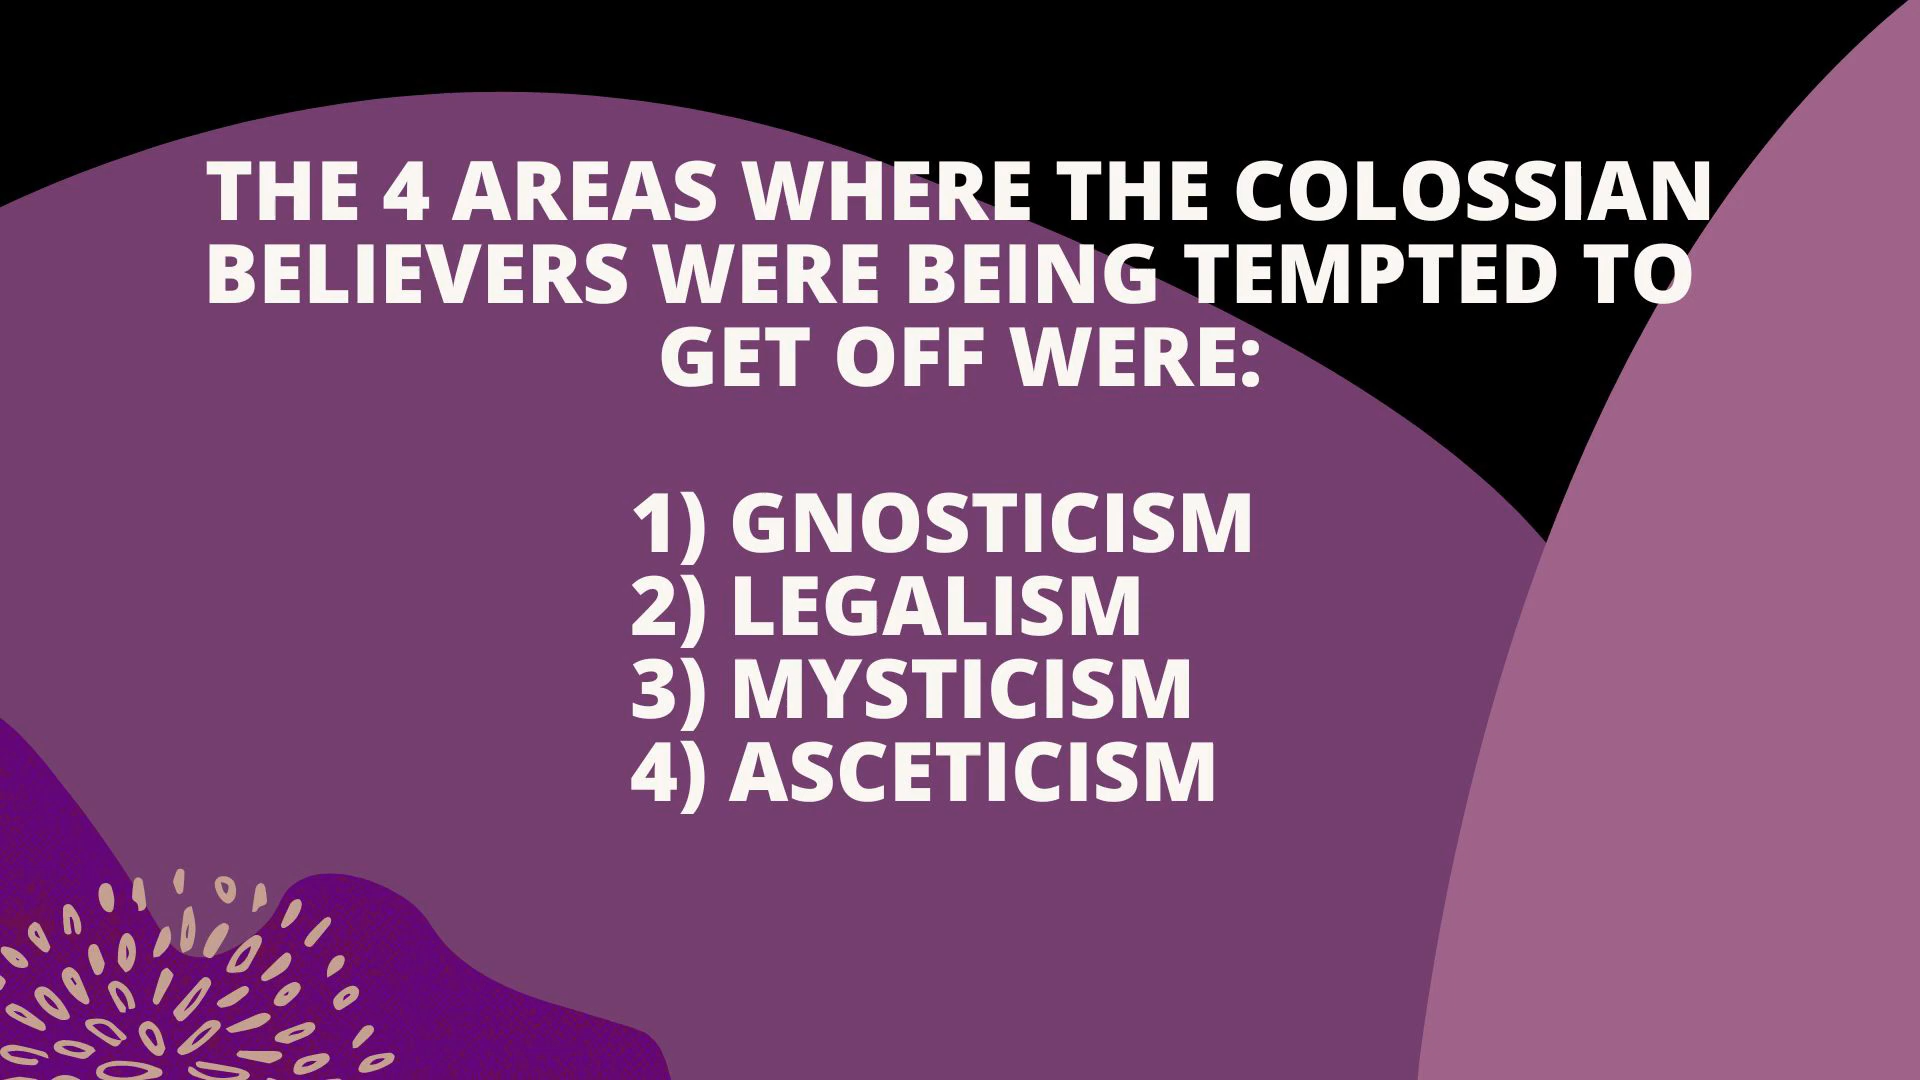 THE 4 AREAS WHERE THE COLOSSIAN
BELIEVERS WERE BEING TEMPTED TO
GET OFF WERE:
1) GNOSTICISM
2) LEGALISM
3) MYSTICISM
4) ASCETICISM